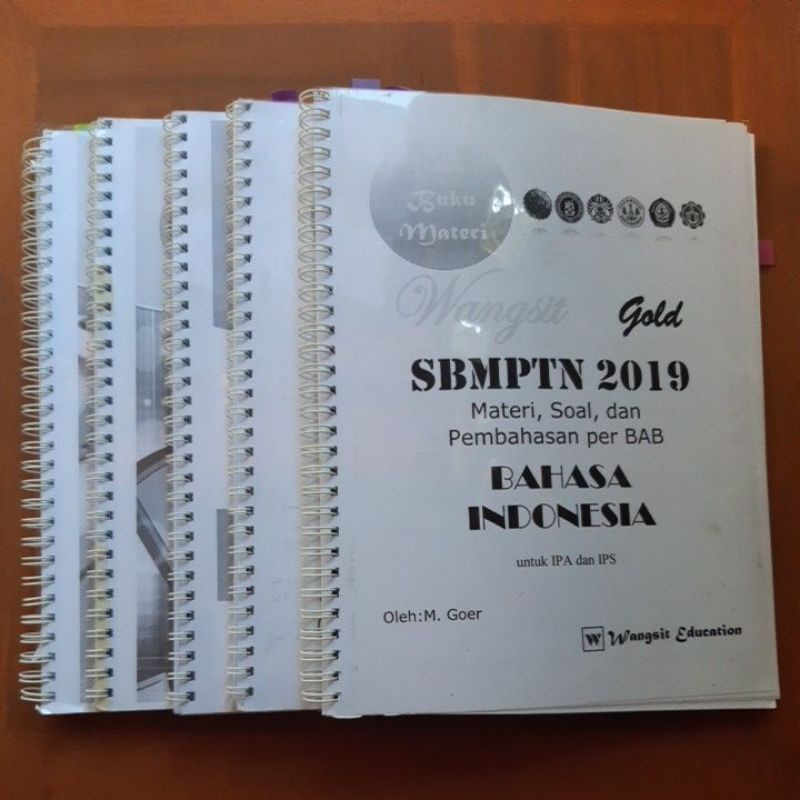 Buku
Materi
Wangsit Gold
SBMPTN 2019
Materi, Soal, dan
Pembahasan per BAB
BAHASA
INDONESIA
untuk IPA dan IPS
Oleh:M. Goer
W Wangsit Education